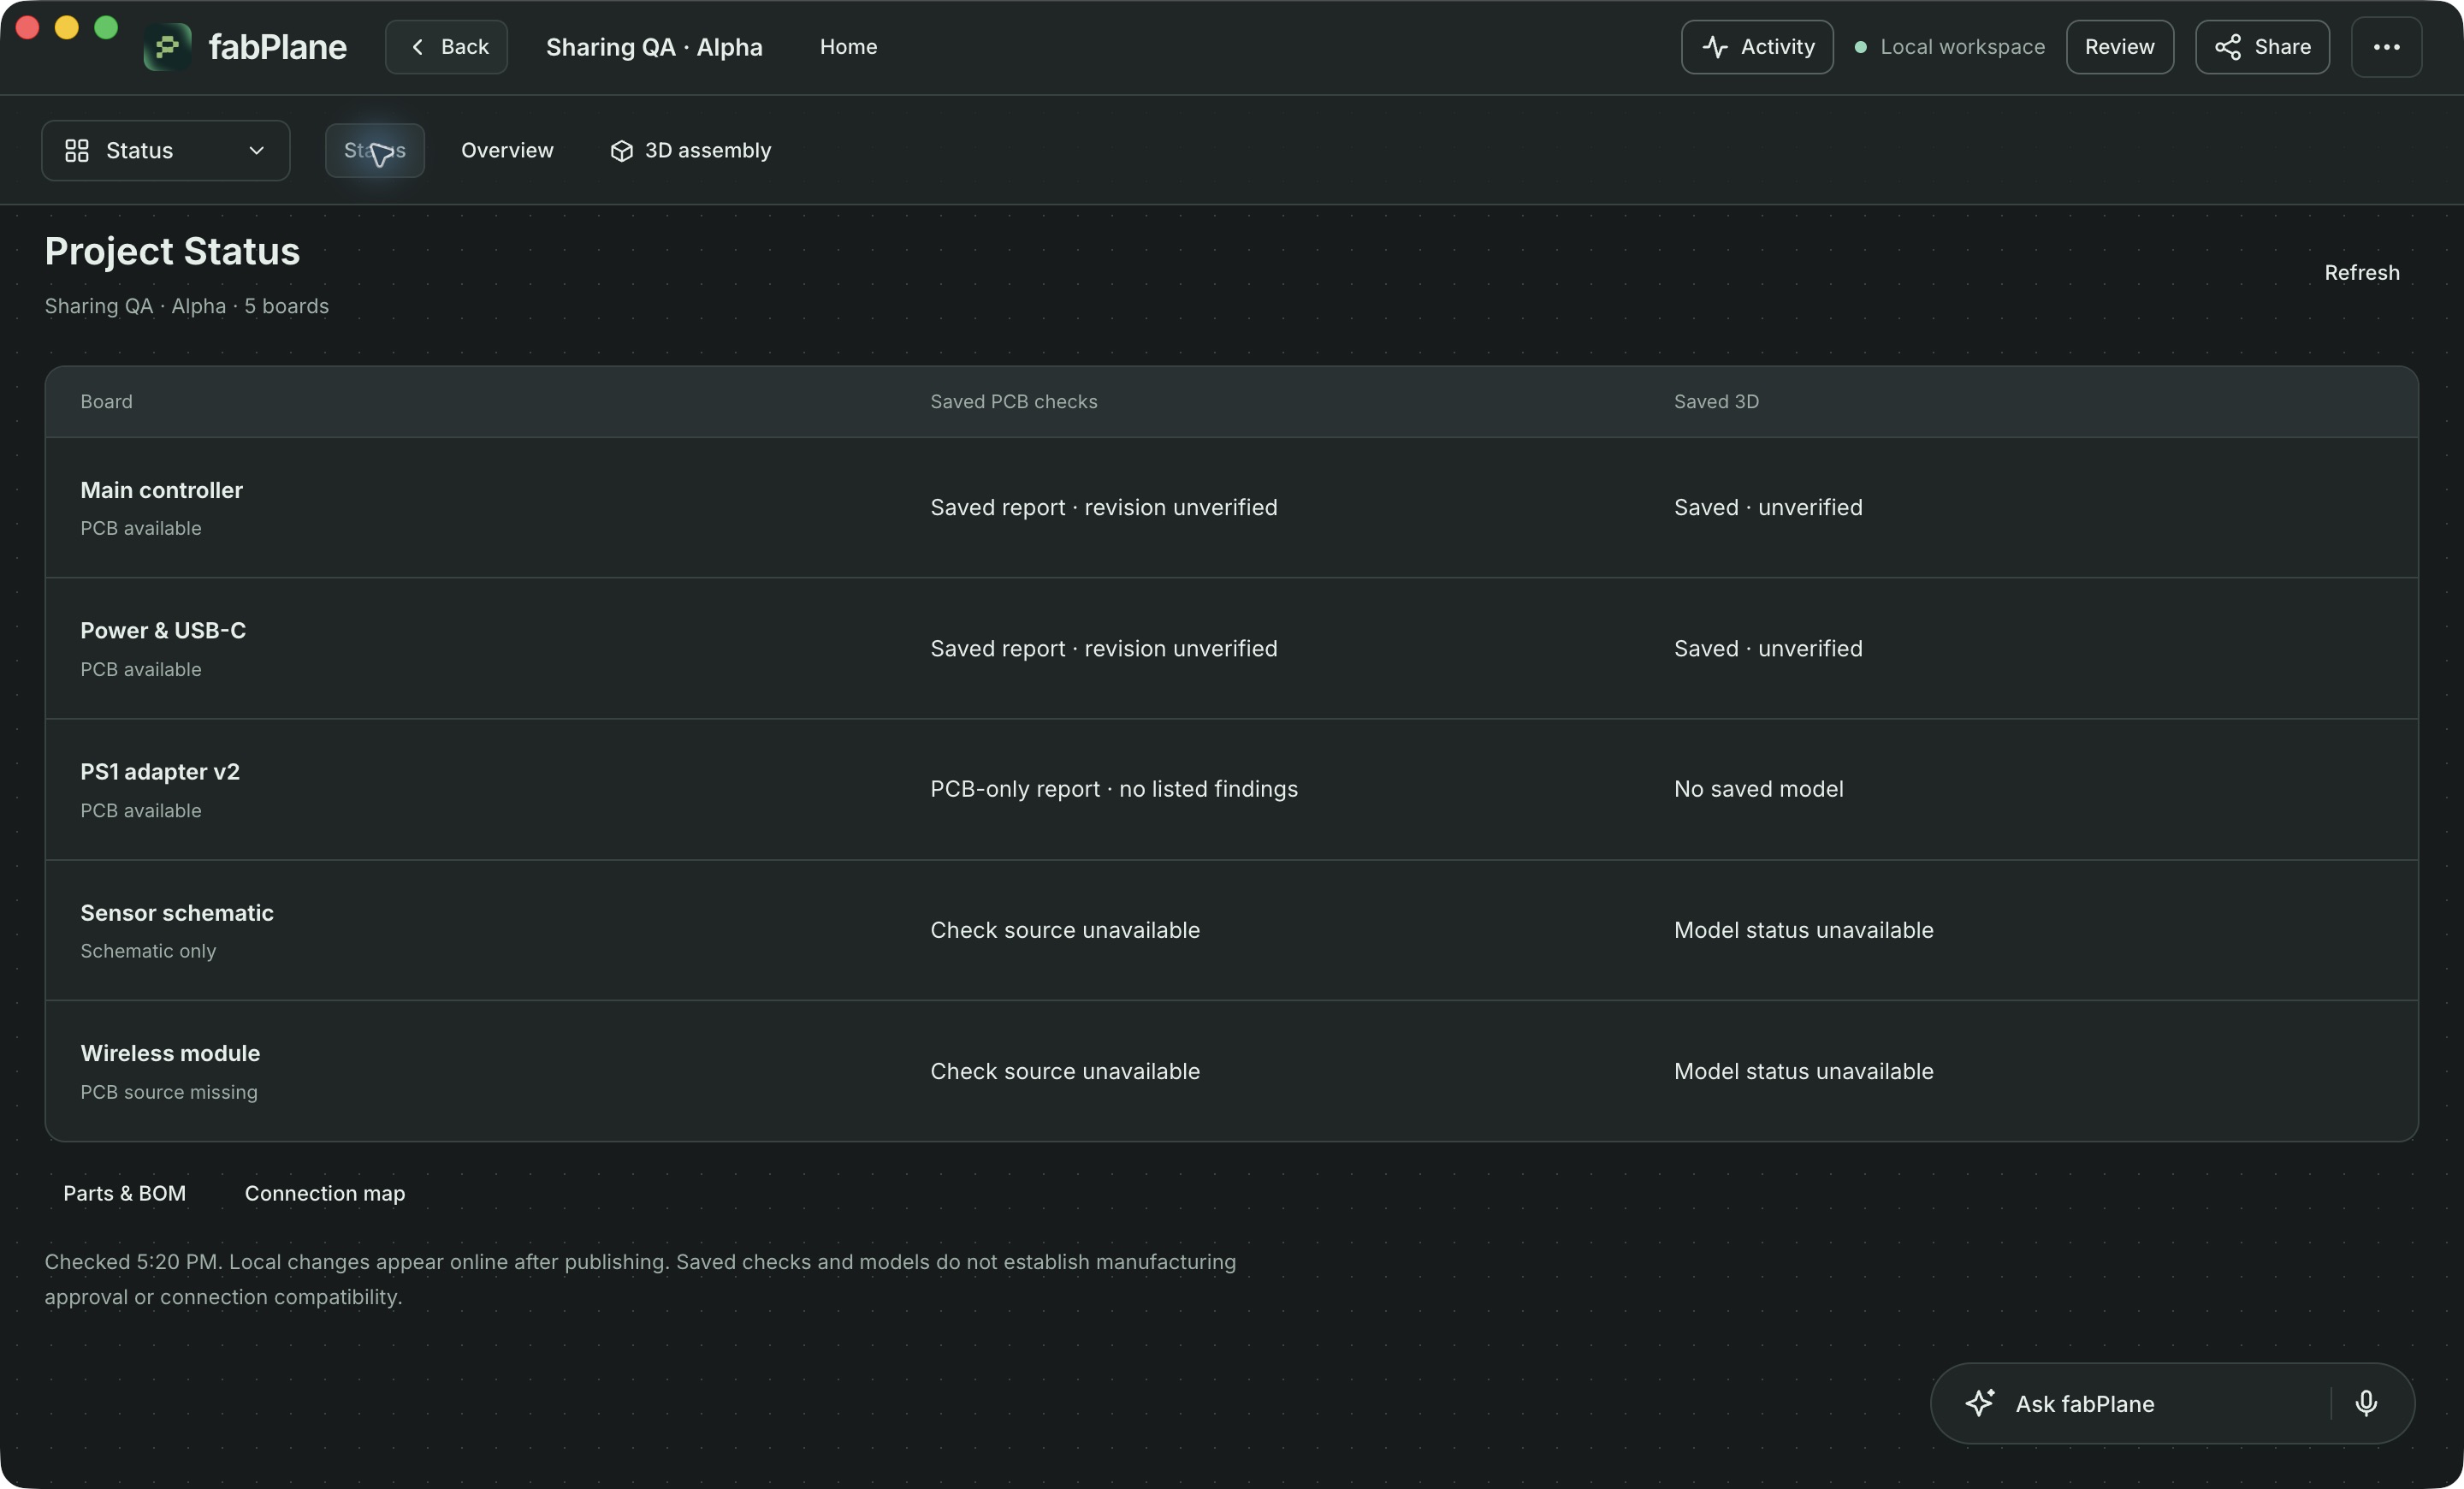 fabPlane
Back
Sharing QA · Alpha
Home
Activity
Local workspace
Review
Share
Status
Status
Overview
3D assembly
Project Status
Refresh
Sharing QA · Alpha · 5 boards
Board
Saved PCB checks
Saved 3D
Main controller
PCB available
Saved report · revision unverified
Saved · unverified
Power & USB-C
PCB available
Saved report · revision unverified
Saved · unverified
PS1 adapter v2
PCB available
PCB-only report · no listed findings
No saved model
Sensor schematic
Schematic only
Check source unavailable
Model status unavailable
Wireless module
PCB source missing
Check source unavailable
Model status unavailable
Parts & BOM
Connection map
Checked 5:20 PM. Local changes appear online after publishing. Saved checks and models do not establish manufacturing
approval or connection compatibility.
Ask fabPlane